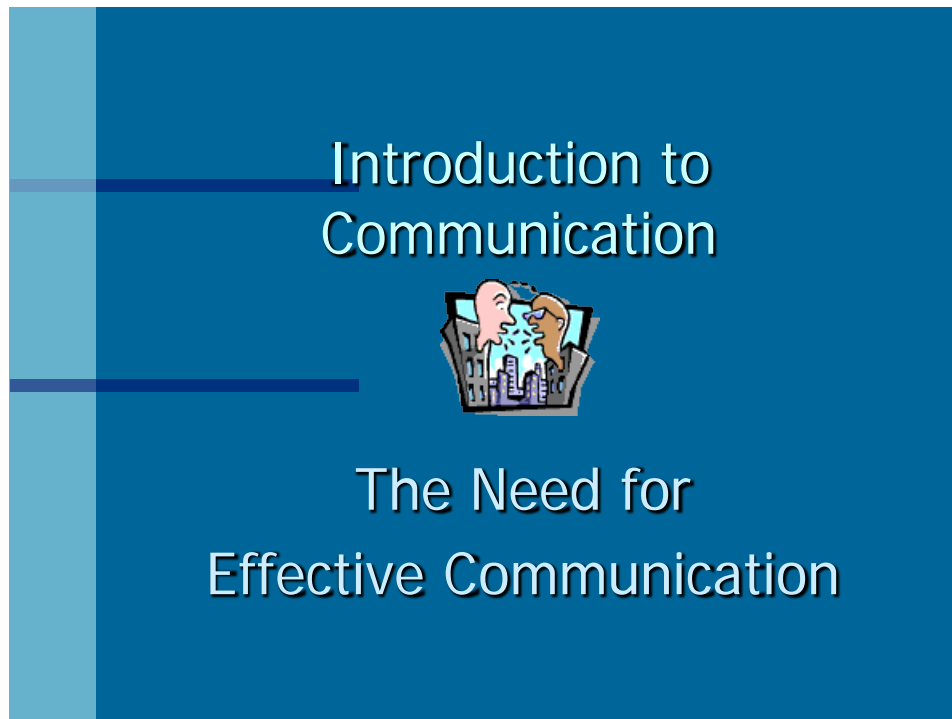 Introduction to
Communication
The Need for
Effective Communication